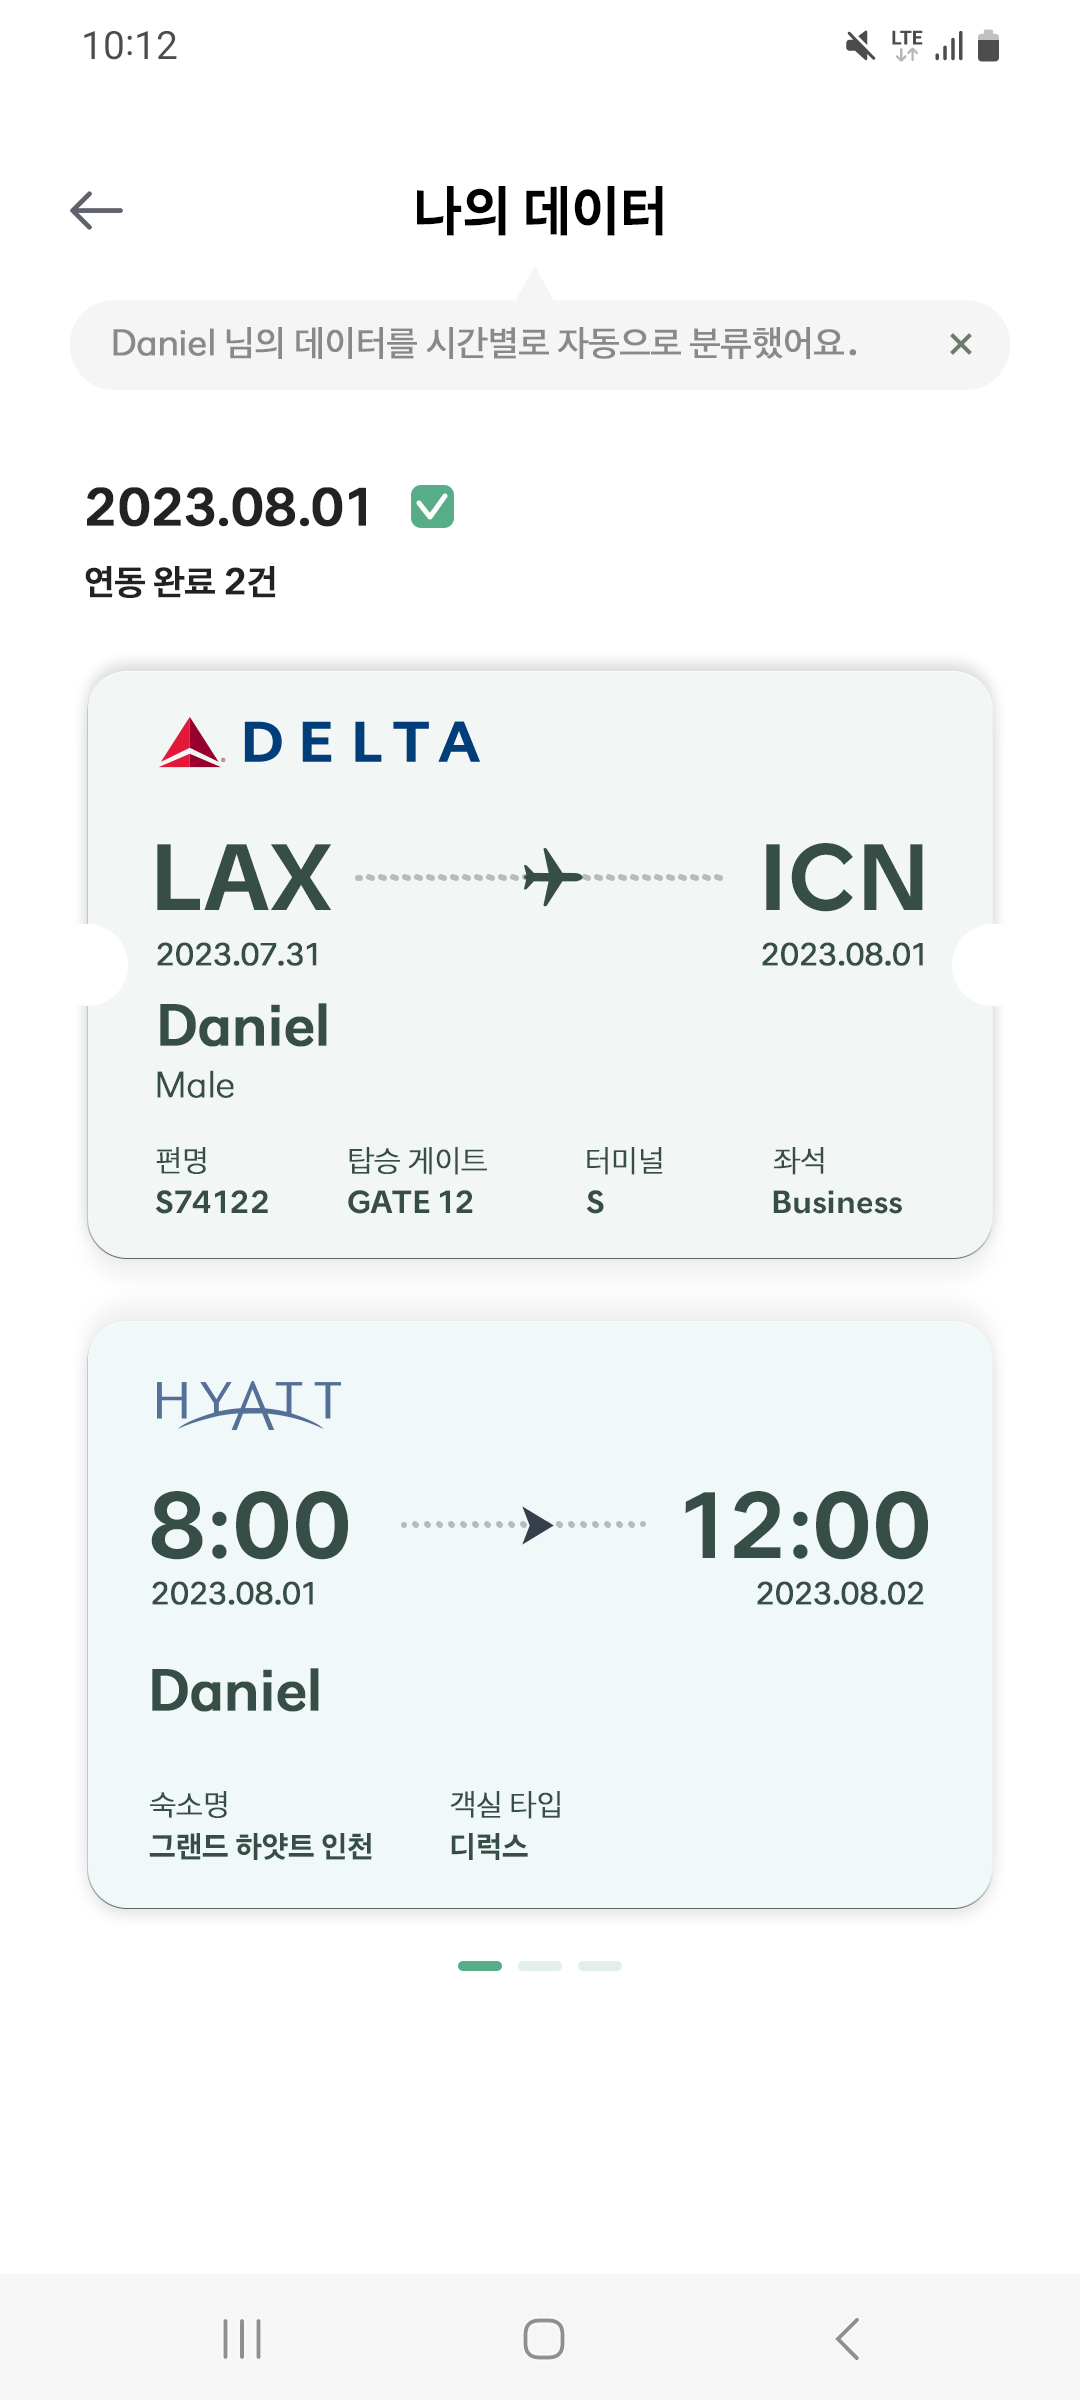 10:12
LTE
나의 데이터
Daniel 님의 데이터를 시간별로 자동으로 분류했어요.
2023.08.01
연동 완료 2건
DELTA
LAX ICN
2023.07.31 2023.08.01
Daniel
Male
편명 탑승 게이트 터미널 좌석
S74122 GATE 12 S Business
HYATT
8:00 12:00
2023.08.01 2023.08.02
Daniel
숙소명 객실 타입
그랜드 하얏트 인천 디럭스